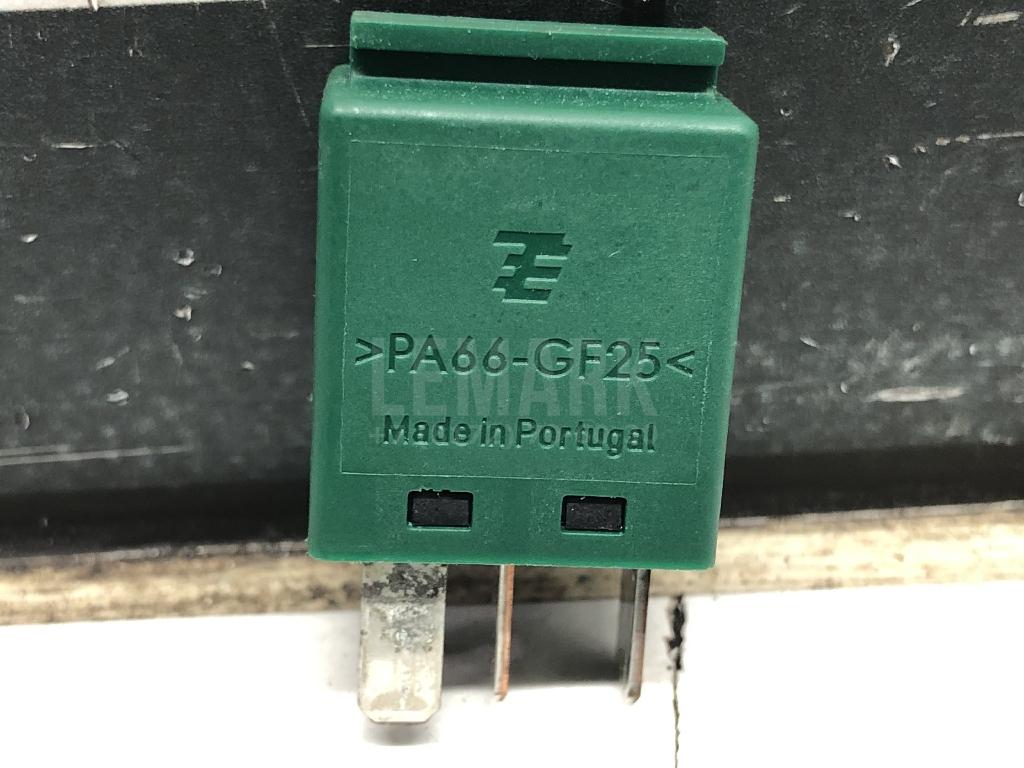 >PA66-GF25<
LEMARK
Made in Portugal